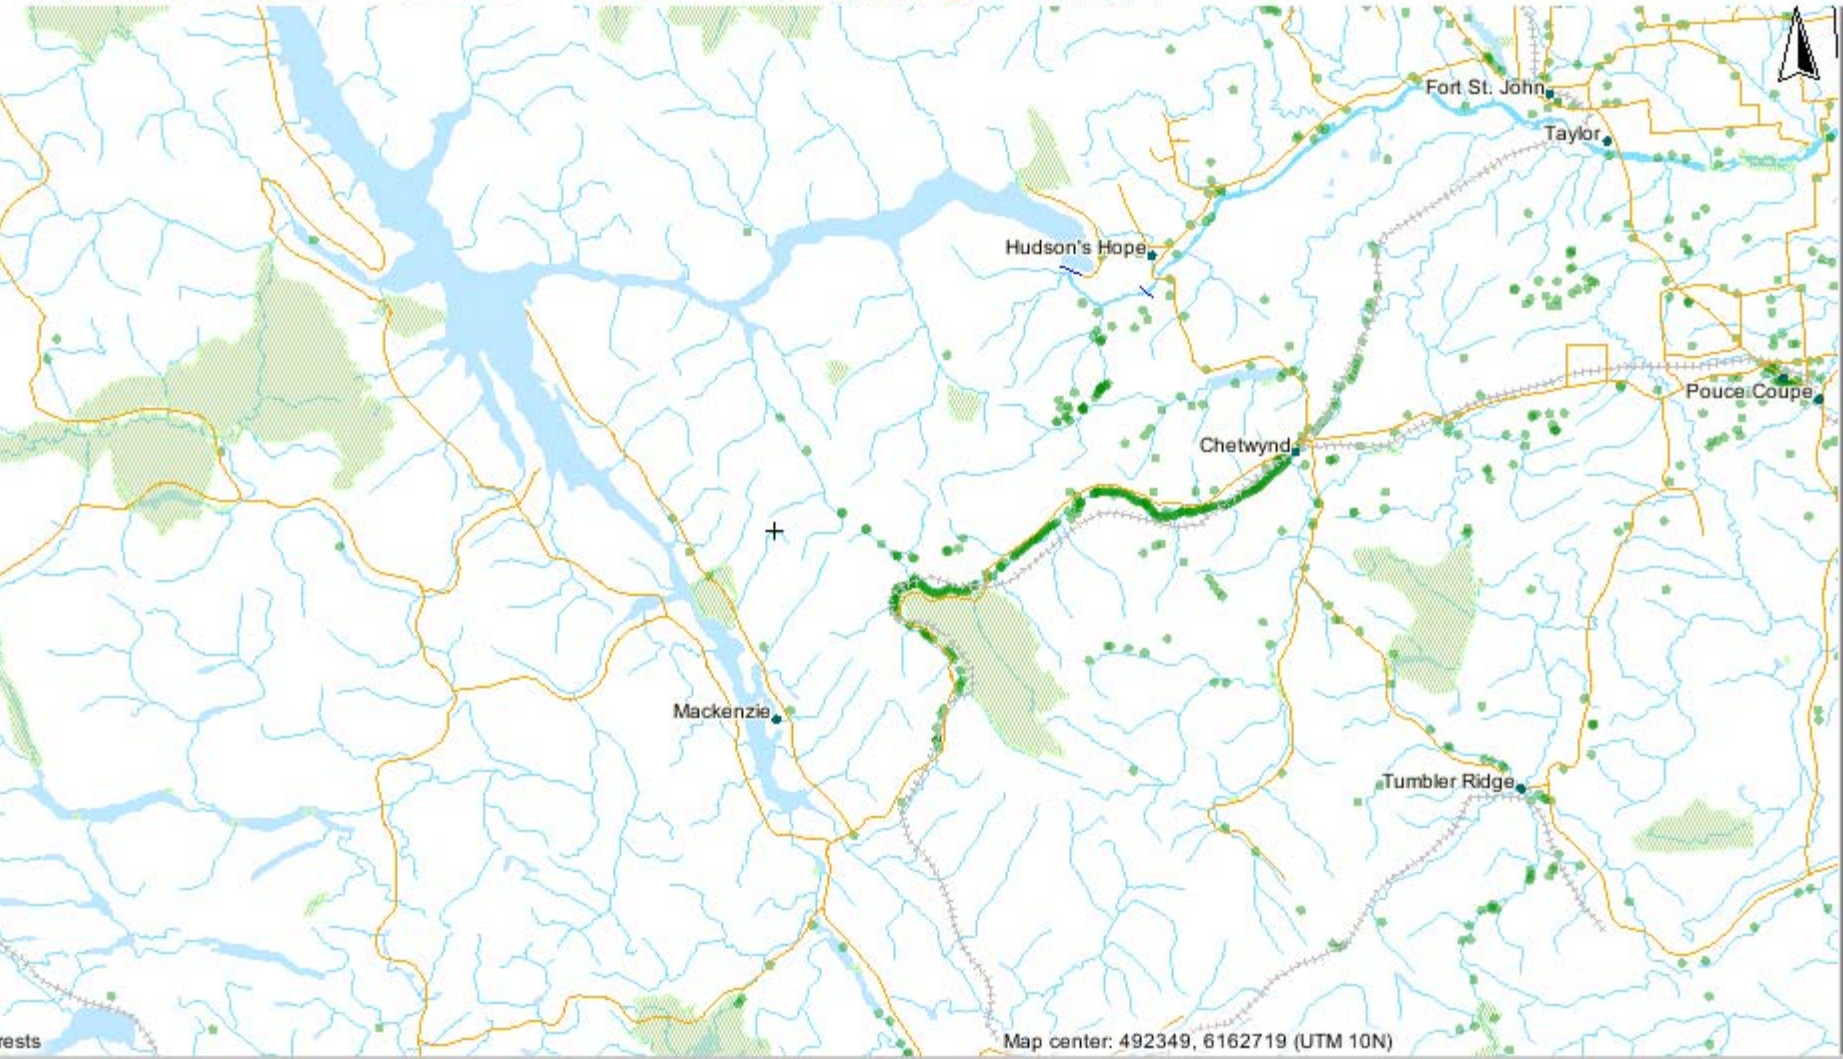 Fort St. John
Taylor
Hudson's Hope
Pouce Coupe
Chetwynd
Mackenzie
Tumbler Ridge
rests
Map center: 492349, 6162719 (UTM 10N)